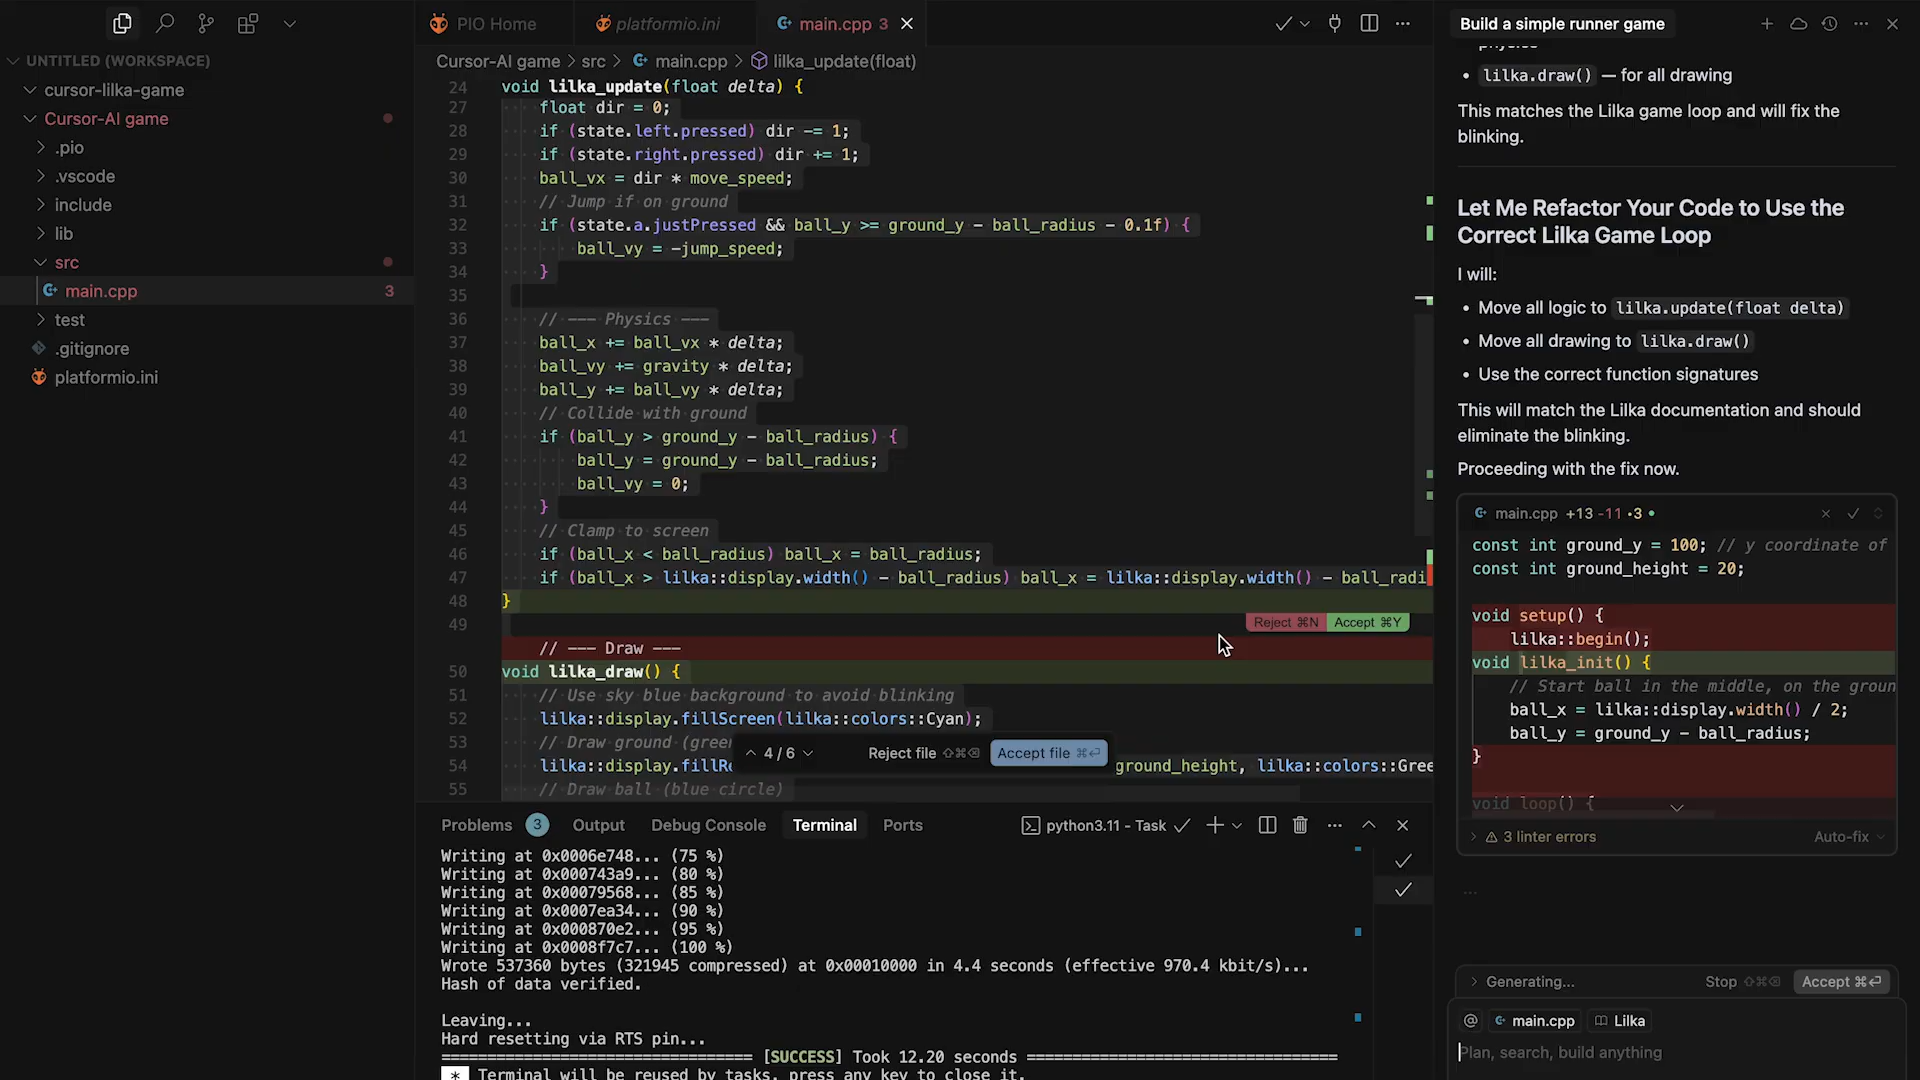 PIO Home
platformio.ini
main.cpp 3
Build a simple runner game
UNTITLED (WORKSPACE)
cursor-lilka-game
Cursor-AI game
.pio
.vscode
include
lib
src
main.cpp 3
test
.gitignore
platformio.ini
Cursor-AI game > src > main.cpp > lilka_update(float)
24 void lilka_update(float delta) {
27 float dir = 0;
28 if (state.left.pressed) dir -= 1;
29 if (state.right.pressed) dir += 1;
30 ball_vx = dir * move_speed;
31 // Jump if on ground
32 if (state.a.justPressed && ball_y >= ground_y - ball_radius - 0.1f) {
33 ball_vy = -jump_speed;
34 }
35
36 // --- Physics ---
37 ball_x += ball_vx * delta;
38 ball_vy += gravity * delta;
39 ball_y += ball_vy * delta;
40 // Collide with ground
41 if (ball_y > ground_y - ball_radius) {
42 ball_y = ground_y - ball_radius;
43 ball_vy = 0;
44 }
45 // Clamp to screen
46 if (ball_x < ball_radius) ball_x = ball_radius;
47 if (ball_x > lilka::display.width() - ball_radius) ball_x = lilka::display.width() - ball_radi
48 }
49
Reject ⌘N Accept ⌘Y
// --- Draw ---
50 void lilka_draw() {
51 // Use sky blue background to avoid blinking
52 lilka::display.fillScreen(lilka::colors::Cyan);
53 // Draw ground (gree
4 / 6 Reject file ⇧⌘⌫ Accept file ⌘⏎
54 lilka::display.fillRe ground_height, lilka::colors::Gree
55 // Draw ball (blue circle)
Problems 3 Output Debug Console Terminal Ports
python3.11 - Task
Writing at 0x0006e748... (75 %)
Writing at 0x000743a9... (80 %)
Writing at 0x00079568... (85 %)
Writing at 0x0007ea34... (90 %)
Writing at 0x000870e2... (95 %)
Writing at 0x0008f7c7... (100 %)
Wrote 537360 bytes (321945 compressed) at 0x00010000 in 4.4 seconds (effective 970.4 kbit/s)...
Hash of data verified.
Leaving...
Hard resetting via RTS pin...
================================= [SUCCESS] Took 12.20 seconds =================================
* Terminal will be reused by tasks, press any key to close it.
physics
• lilka.draw() — for all drawing
This matches the Lilka game loop and will fix the
blinking.
Let Me Refactor Your Code to Use the
Correct Lilka Game Loop
I will:
• Move all logic to lilka.update(float delta)
• Move all drawing to lilka.draw()
• Use the correct function signatures
This will match the Lilka documentation and should
eliminate the blinking.
Proceeding with the fix now.
main.cpp +13 -11 •3 •
const int ground_y = 100; // y coordinate of
const int ground_height = 20;
void setup() {
lilka::begin();
void lilka_init() {
// Start ball in the middle, on the groun
ball_x = lilka::display.width() / 2;
ball_y = ground_y - ball_radius;
}
void loop() {
3 linter errors Auto-fix
...
Generating... Stop ⇧⌘⌫ Accept ⌘⏎
@ main.cpp Lilka
Plan, search, build anything